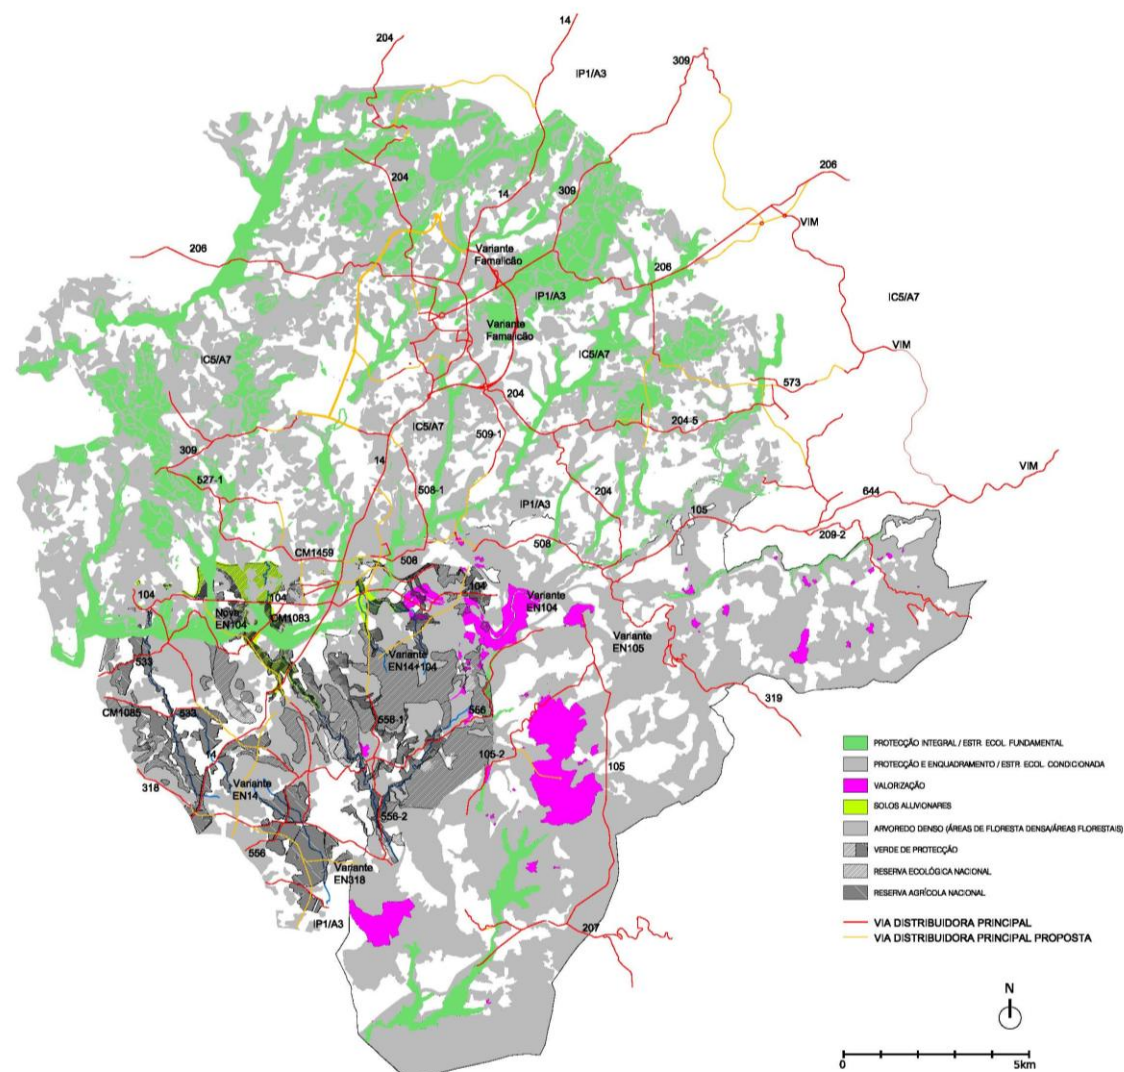 14
204
309
IP1/A3
204
206
14
309
VIM
206
Variante
Famalicão
206
IP1/A3
IC5/A7
Variante
Famalicão
VIM
IC5/A7
IC5/A7
573
204
204-5
IC5/A7
509-1
309
14
527-1
508-1
204
VIM
644
IP1/A3
105
209-2
CM1459
508
508
104
104
104
Nova
EN104
CM1083
Variante
EN104
Variante
EN105
Variante
EN14+104
533
319
CM1085
533
556
558-1
105-2
105
14
318
Variante
EN14
556-2
556
Variante
EN318
IP1/A3
207
PROTECÇÃO INTEGRAL / ESTR. ECOL. FUNDAMENTAL
PROTECÇÃO E ENQUADRAMENTO / ESTR. ECOL. CONDICIONADA
VALORIZAÇÃO
SOLOS ALUVIONARES
ARVOREDO DENSO (ÁREAS DE FLORESTA DENSA/ÁREAS FLORESTAIS)
VERDE DE PROTECÇÃO
RESERVA ECOLÓGICA NACIONAL
RESERVA AGRÍCOLA NACIONAL
VIA DISTRIBUIDORA PRINCIPAL
VIA DISTRIBUIDORA PRINCIPAL PROPOSTA
N
0 5km